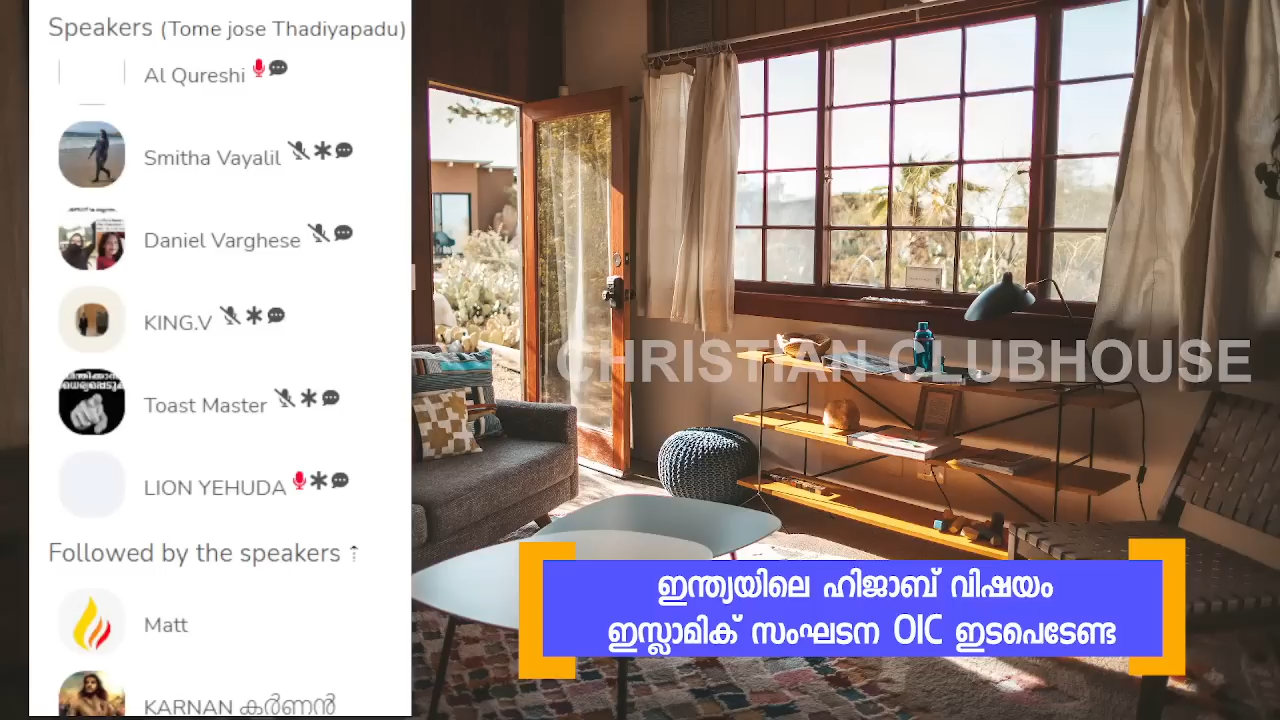 Speakers (Tome jose Thadiyapadu)
Al Qureshi
Smitha Vayalil
Daniel Varghese
KING.V
Toast Master
LION YEHUDA
Followed by the speakers
Matt
KARNAN കർണൻ
CHRISTIAN CLUBHOUSE
ഇന്ത്യയിലെ ഹിജാബ് വിഷയം
ഇസ്ലാമിക് സംഘടന OIC ഇടപെടേണ്ട